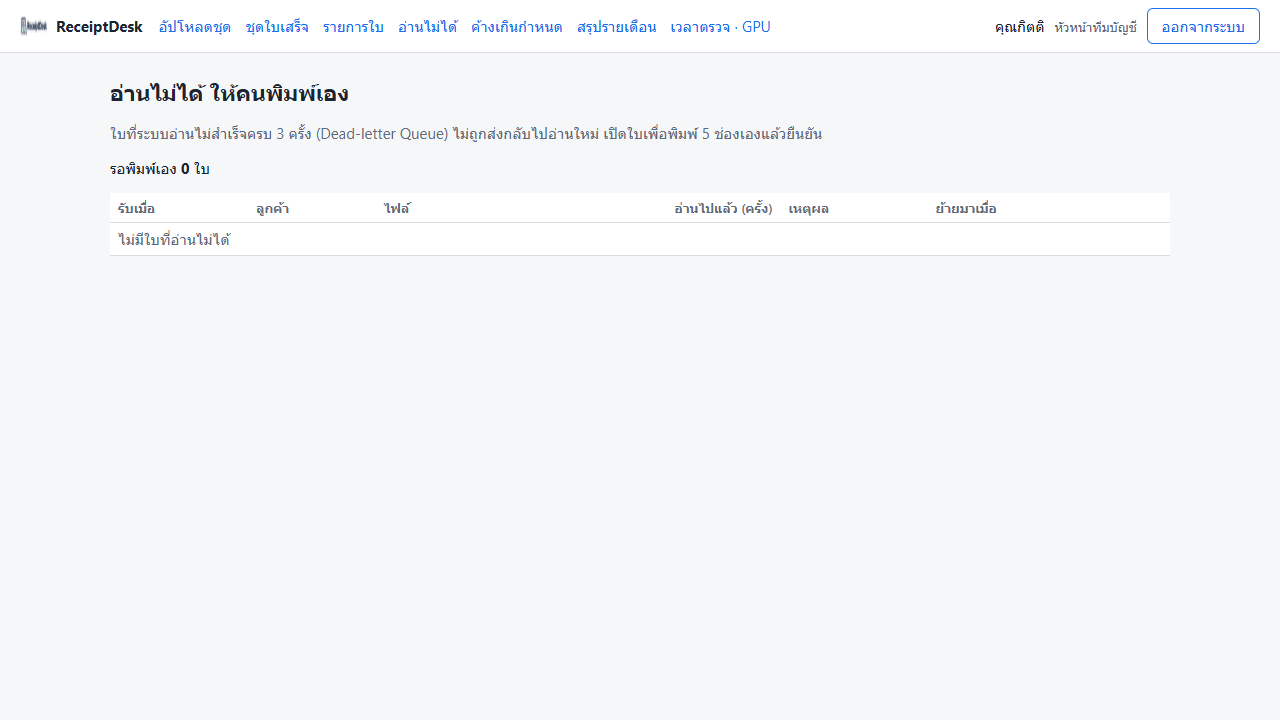 ReceiptDesk อัปโหลดชุด ชุดใบเสร็จ รายการใบ อ่านไม่ได้ ค้างเกินกำหนด สรุปรายเดือน เวลาตรวจ · GPU คุณกิตติ หัวหน้าทีมบัญชี ออกจากระบบ
อ่านไม่ได้ ให้คนพิมพ์เอง
ใบที่ระบบอ่านไม่สำเร็จครบ 3 ครั้ง (Dead-letter Queue) ไม่ถูกส่งกลับไปอ่านใหม่ เปิดใบเพื่อพิมพ์ 5 ช่องเองแล้วยืนยัน
รอพิมพ์เอง 0 ใบ
รับเมื่อ ลูกค้า ไฟล์ อ่านไปแล้ว (ครั้ง) เหตุผล ย้ายมาเมื่อ
ไม่มีใบที่อ่านไม่ได้